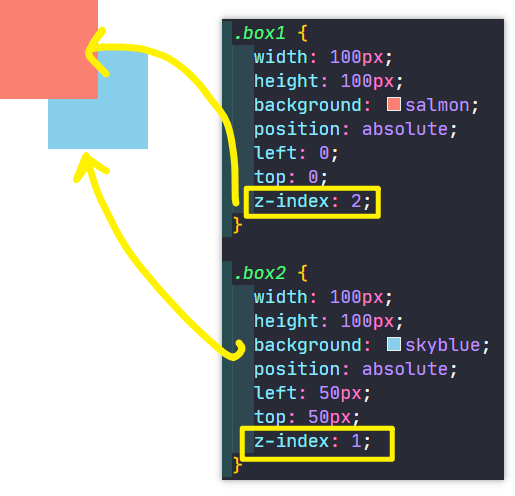 .box1 {
width: 100px;
height: 100px;
background: salmon;
position: absolute;
left: 0;
top: 0;
z-index: 2;
}
.box2 {
width: 100px;
height: 100px;
background: skyblue;
position: absolute;
left: 50px;
top: 50px;
z-index: 1;
}